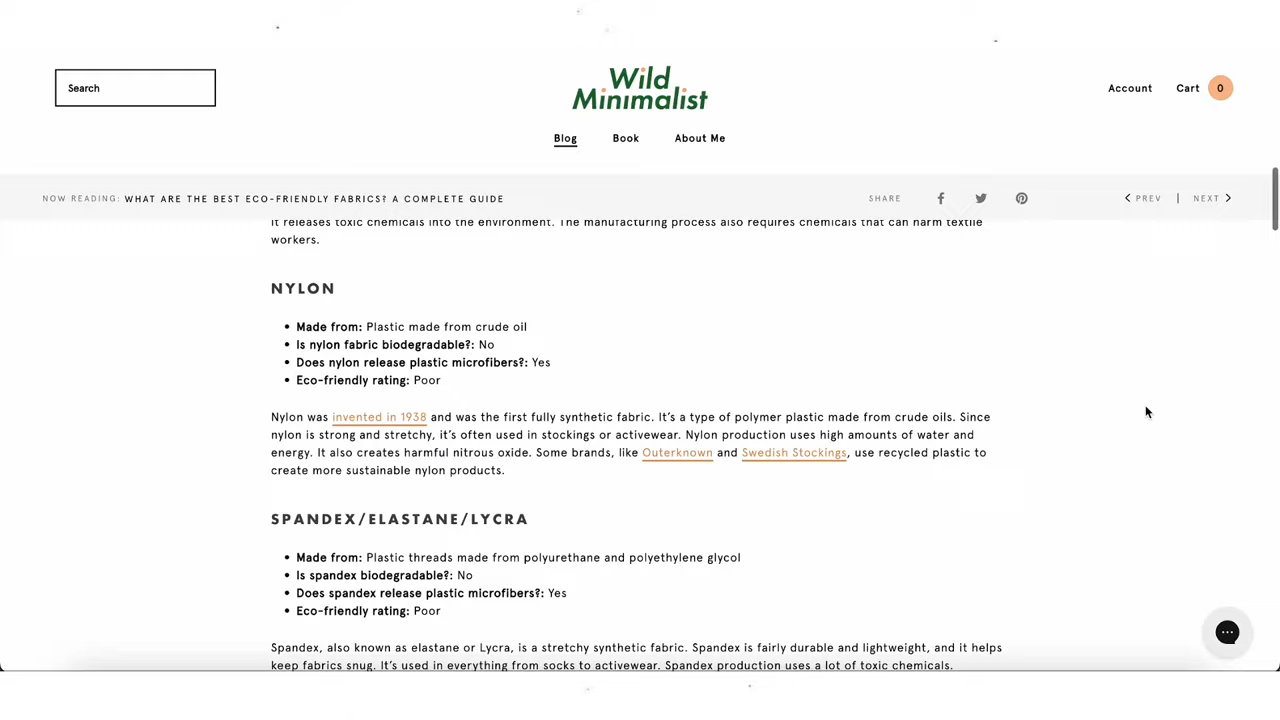 Search
Wild
Minimalist
Account
Cart
0
Blog
Book
About Me
NOW READING: WHAT ARE THE BEST ECO-FRIENDLY FABRICS? A COMPLETE GUIDE
SHARE
PREV | NEXT
It releases toxic chemicals into the environment. The manufacturing process also requires chemicals that can harm textile
workers.
NYLON
• Made from: Plastic made from crude oil
• Is nylon fabric biodegradable?: No
• Does nylon release plastic microfibers?: Yes
• Eco-friendly rating: Poor
Nylon was invented in 1938 and was the first fully synthetic fabric. It's a type of polymer plastic made from crude oils. Since
nylon is strong and stretchy, it's often used in stockings or activewear. Nylon production uses high amounts of water and
energy. It also creates harmful nitrous oxide. Some brands, like Outerknown and Swedish Stockings, use recycled plastic to
create more sustainable nylon products.
SPANDEX/ELASTANE/LYCRA
• Made from: Plastic threads made from polyurethane and polyethylene glycol
• Is spandex biodegradable?: No
• Does spandex release plastic microfibers?: Yes
• Eco-friendly rating: Poor
Spandex, also known as elastane or Lycra, is a stretchy synthetic fabric. Spandex is fairly durable and lightweight, and it helps
keep fabrics snug. It's used in everything from socks to activewear. Spandex production uses a lot of toxic chemicals.